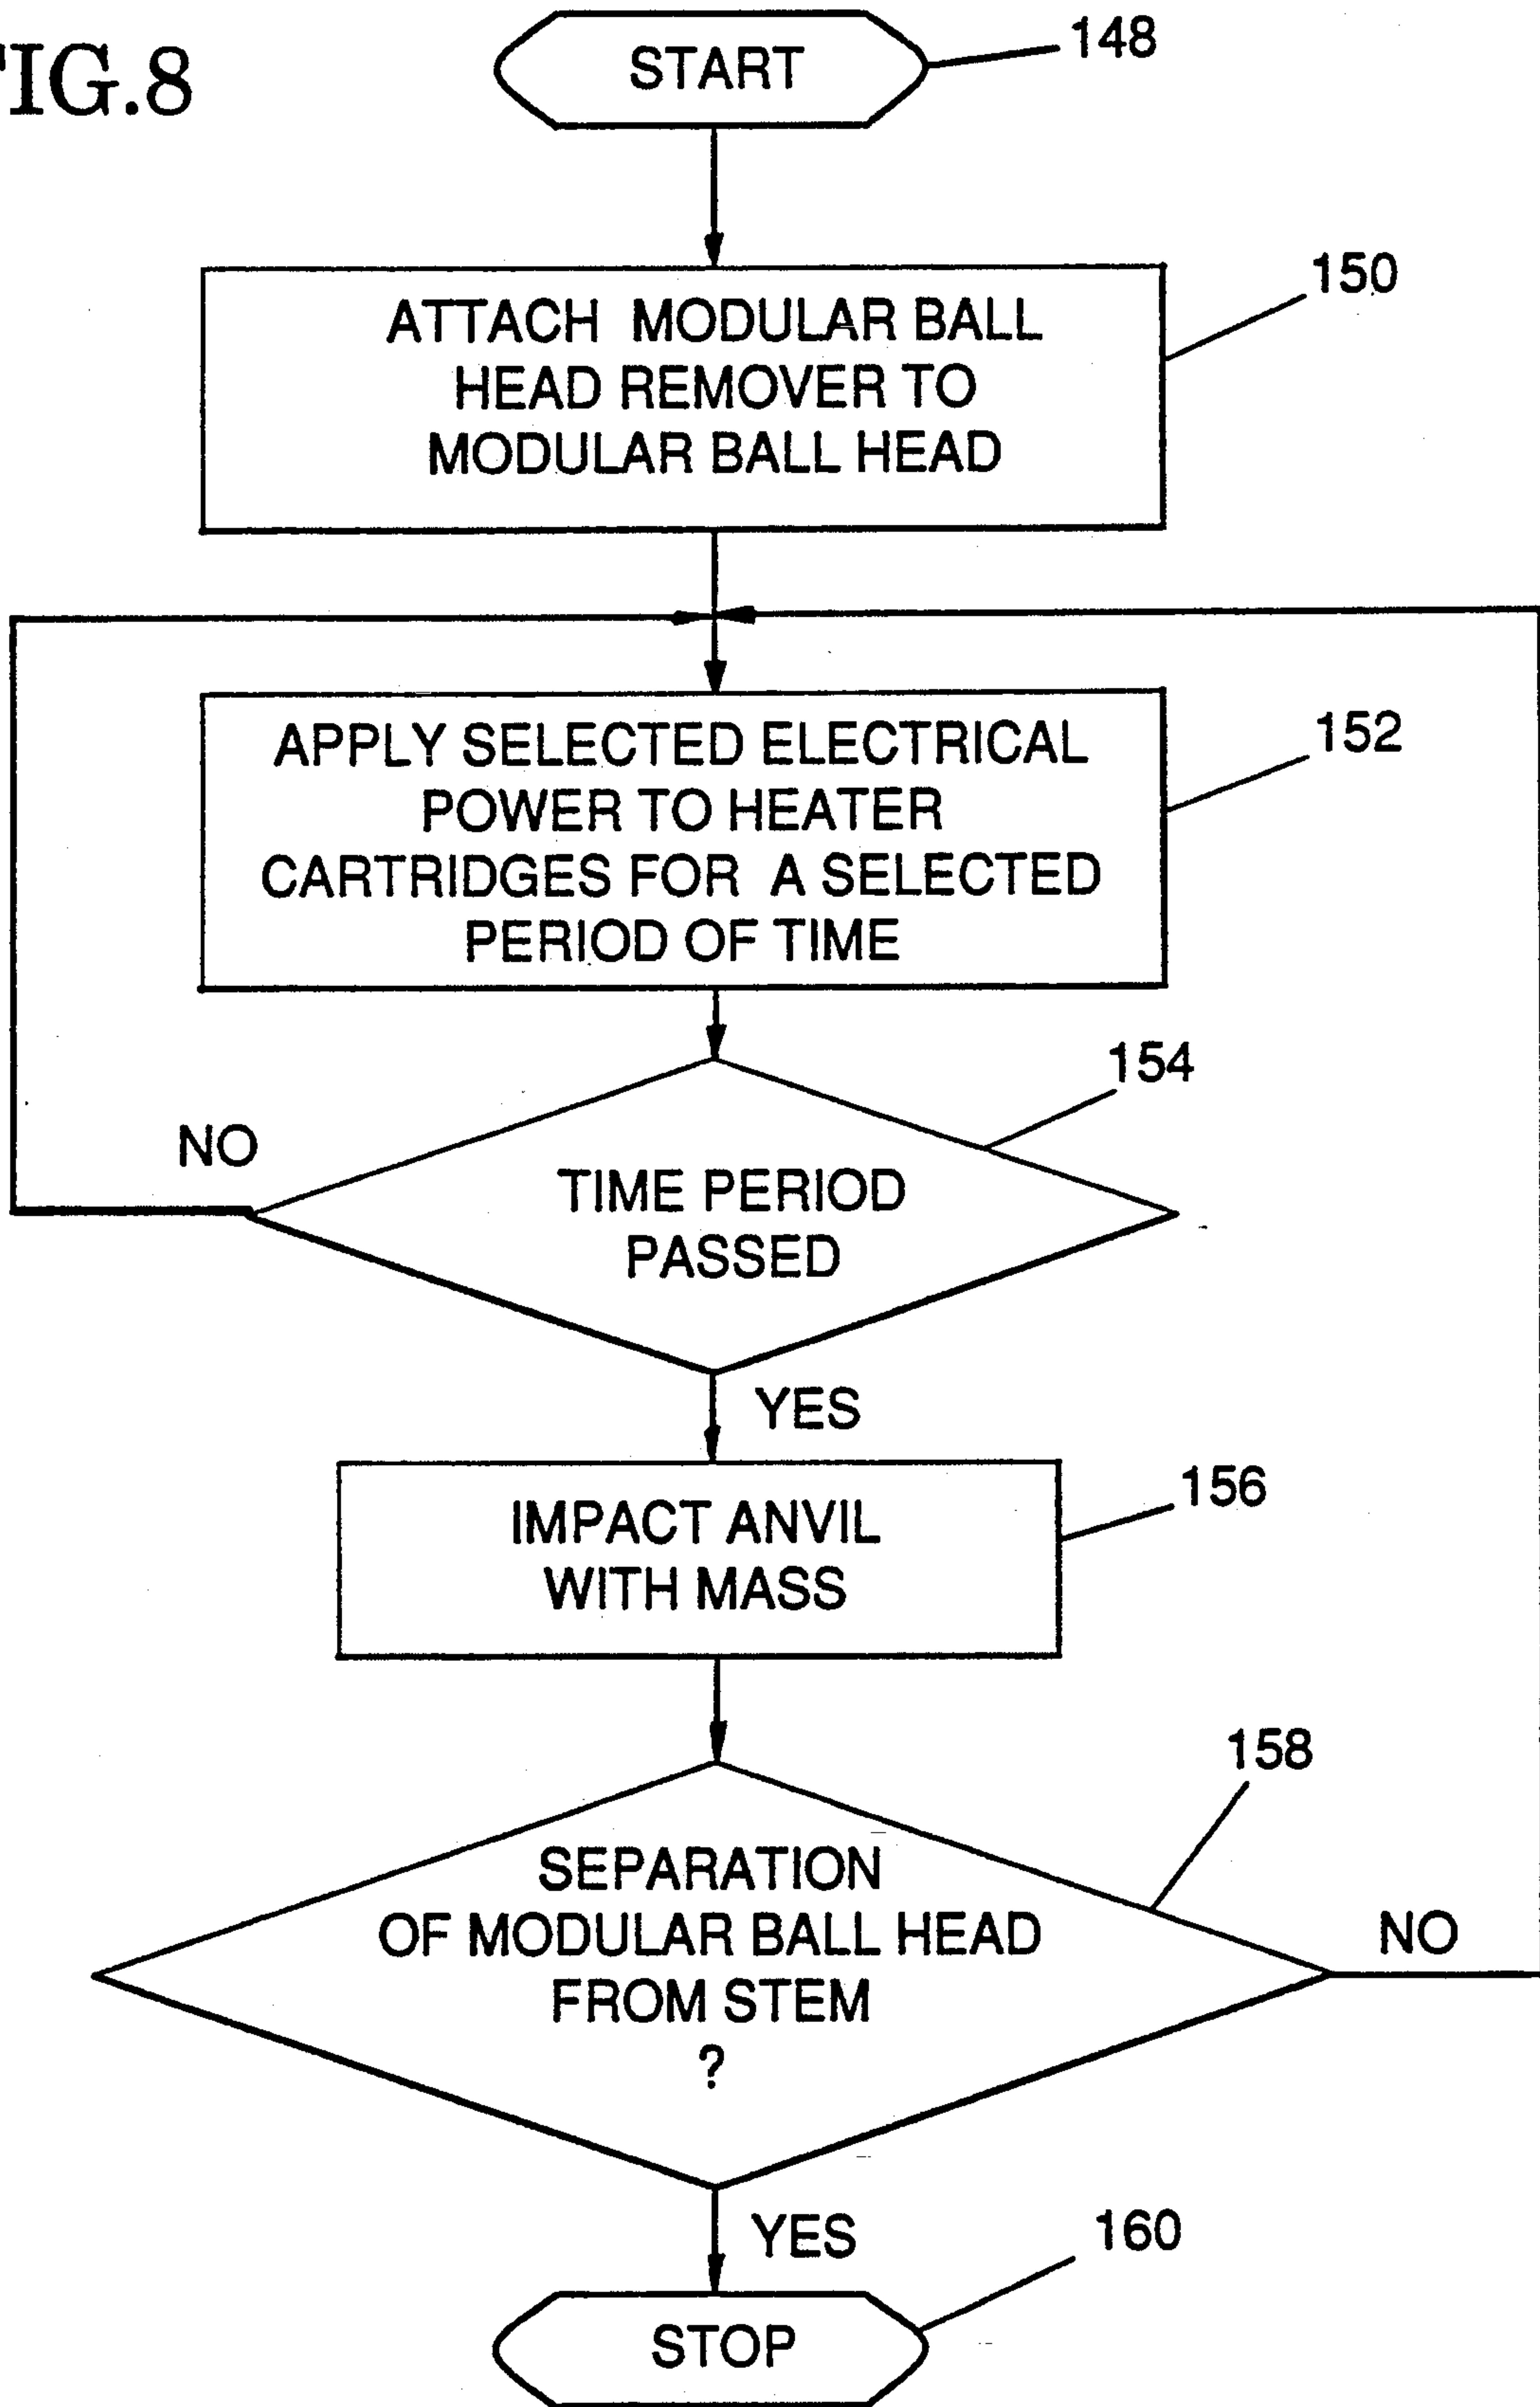 FIG.8
START
148
ATTACH MODULAR BALL
HEAD REMOVER TO
MODULAR BALL HEAD
150
APPLY SELECTED ELECTRICAL
POWER TO HEATER
CARTRIDGES FOR A SELECTED
PERIOD OF TIME
152
154
NO
TIME PERIOD
PASSED
YES
IMPACT ANVIL
WITH MASS
156
158
SEPARATION
OF MODULAR BALL HEAD
FROM STEM
?
NO
YES
160
STOP